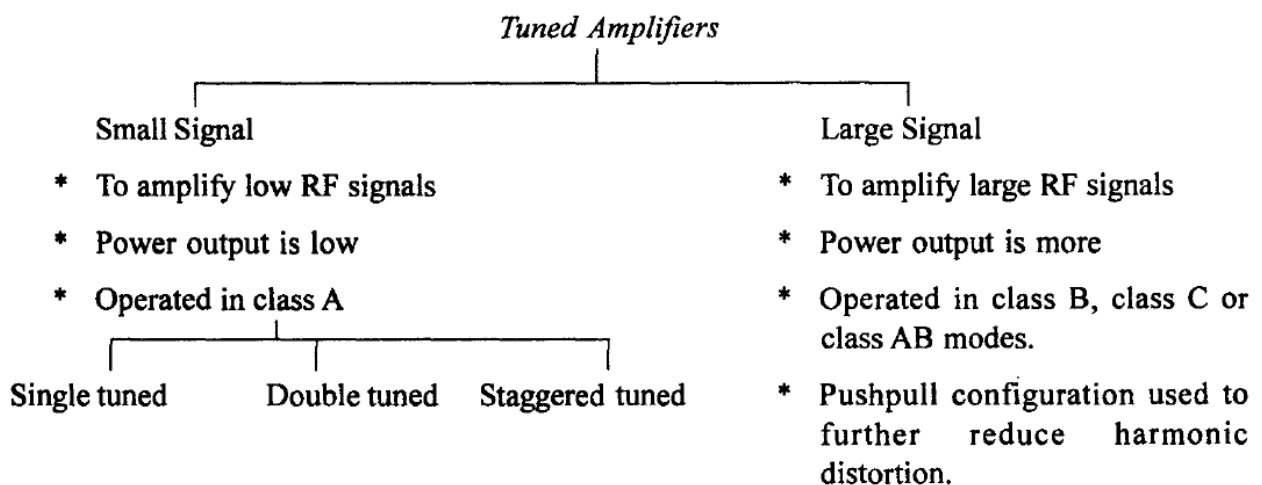 Tuned Amplifiers
Small Signal
* To amplify low RF signals
* Power output is low
* Operated in class A
Single tuned
Double tuned
Staggered tuned
Large Signal
* To amplify large RF signals
* Power output is more
* Operated in class B, class C or
class AB modes.
* Pushpull configuration used to
further reduce harmonic
distortion.